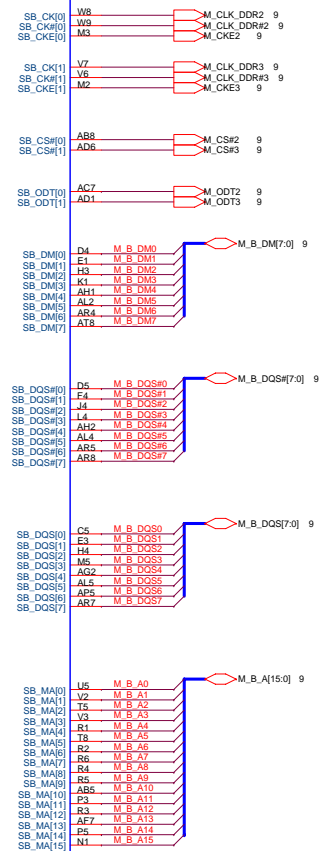 SB_CK[0] W8 M_CLK_DDR2 9
SB_CK#[0] W9 M_CLK_DDR#2 9
SB_CKE[0] M3 M_CKE2 9
SB_CK[1] V7 M_CLK_DDR3 9
SB_CK#[1] V6 M_CLK_DDR#3 9
SB_CKE[1] M2 M_CKE3 9
SB_CS#[0] AB8 M_CS#2 9
SB_CS#[1] AD6 M_CS#3 9
SB_ODT[0] AC7 M_ODT2 9
SB_ODT[1] AD1 M_ODT3 9
M_B_DM[7:0] 9
SB_DM[0] D4 M_B_DM0
SB_DM[1] E1 M_B_DM1
SB_DM[2] H3 M_B_DM2
SB_DM[3] K1 M_B_DM3
SB_DM[4] AH1 M_B_DM4
SB_DM[5] AL2 M_B_DM5
SB_DM[6] AR4 M_B_DM6
SB_DM[7] AT8 M_B_DM7
M_B_DQS#[7:0] 9
SB_DQS#[0] D5 M_B_DQS#0
SB_DQS#[1] F4 M_B_DQS#1
SB_DQS#[2] J4 M_B_DQS#2
SB_DQS#[3] L4 M_B_DQS#3
SB_DQS#[4] AH2 M_B_DQS#4
SB_DQS#[5] AL4 M_B_DQS#5
SB_DQS#[6] AR5 M_B_DQS#6
SB_DQS#[7] AR8 M_B_DQS#7
M_B_DQS[7:0] 9
SB_DQS[0] C5 M_B_DQS0
SB_DQS[1] E3 M_B_DQS1
SB_DQS[2] H4 M_B_DQS2
SB_DQS[3] M5 M_B_DQS3
SB_DQS[4] AG2 M_B_DQS4
SB_DQS[5] AL5 M_B_DQS5
SB_DQS[6] AP5 M_B_DQS6
SB_DQS[7] AR7 M_B_DQS7
M_B_A[15:0] 9
SB_MA[0] U5 M_B_A0
SB_MA[1] V2 M_B_A1
SB_MA[2] T5 M_B_A2
SB_MA[3] V3 M_B_A3
SB_MA[4] R1 M_B_A4
SB_MA[5] T8 M_B_A5
SB_MA[6] R2 M_B_A6
SB_MA[7] R6 M_B_A7
SB_MA[8] R4 M_B_A8
SB_MA[9] R5 M_B_A9
SB_MA[10] AB5 M_B_A10
SB_MA[11] P3 M_B_A11
SB_MA[12] R3 M_B_A12
SB_MA[13] AF7 M_B_A13
SB_MA[14] P5 M_B_A14
SB_MA[15] N1 M_B_A15